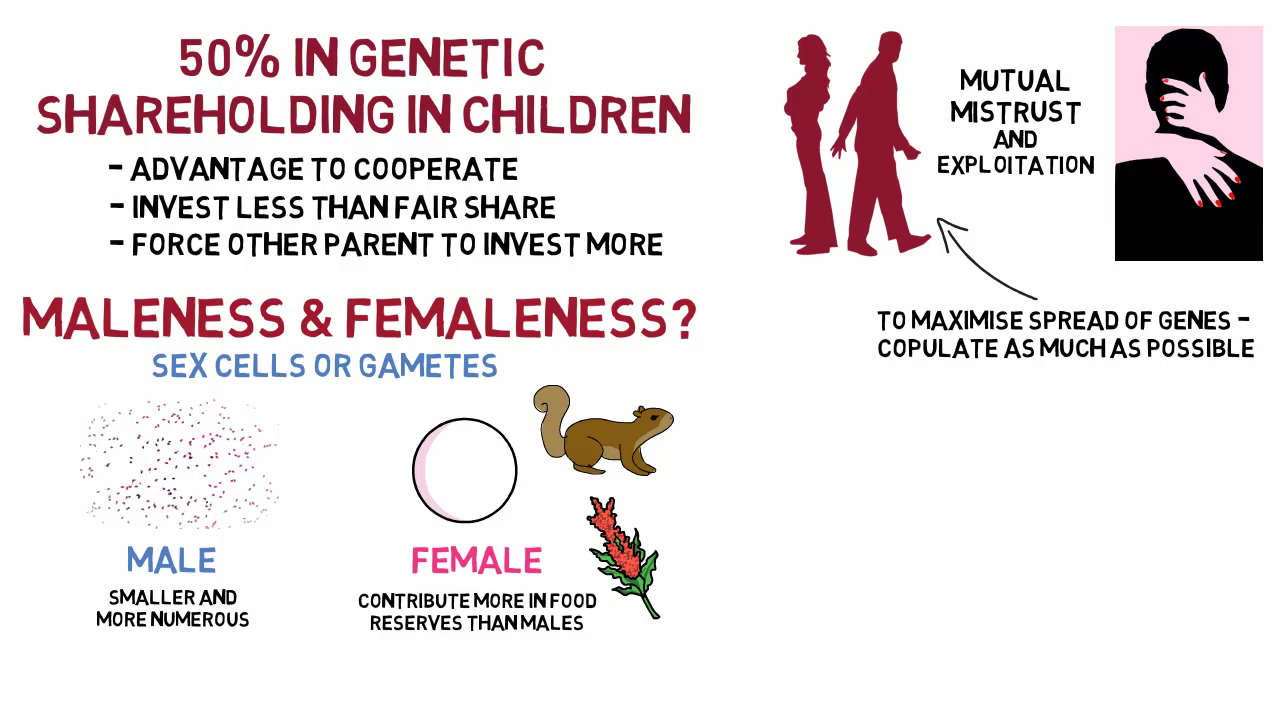 50% IN GENETIC
SHAREHOLDING IN CHILDREN
- ADVANTAGE TO COOPERATE
- INVEST LESS THAN FAIR SHARE
- FORCE OTHER PARENT TO INVEST MORE
MALENESS & FEMALENESS?
SEX CELLS OR GAMETES
MALE
SMALLER AND
MORE NUMEROUS
FEMALE
CONTRIBUTE MORE IN FOOD
RESERVES THAN MALES
MUTUAL
MISTRUST
AND
EXPLOITATION
TO MAXIMISE SPREAD OF GENES -
COPULATE AS MUCH AS POSSIBLE